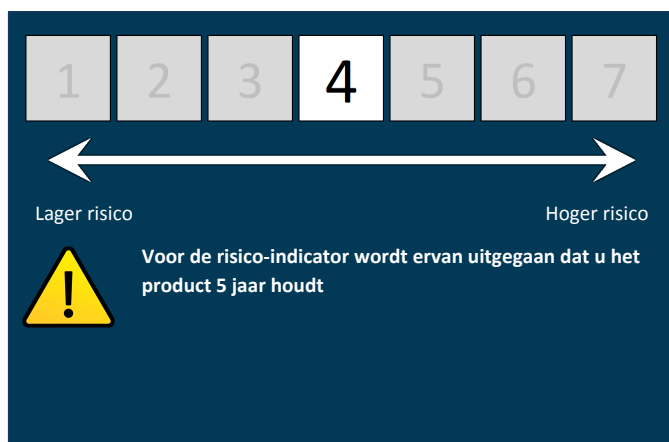 1 2 3 4 5 6 7
Lager risico Hoger risico
Voor de risico-indicator wordt ervan uitgegaan dat u het
product 5 jaar houdt